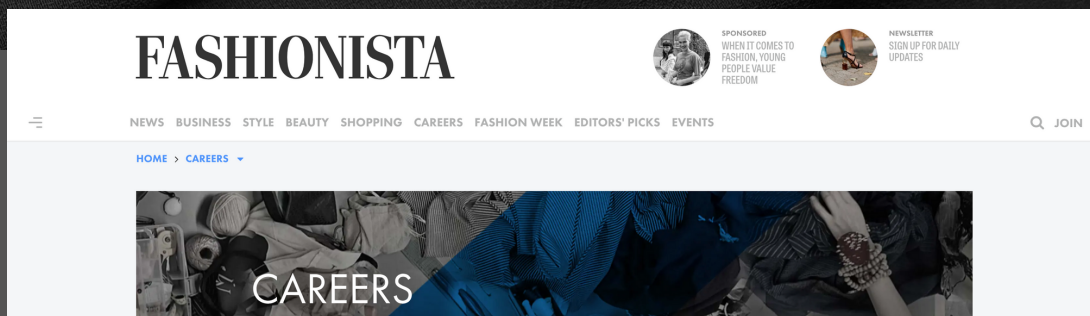 FASHIONISTA
SPONSORED
WHEN IT COMES TO
FASHION, YOUNG
PEOPLE VALUE
FREEDOM
NEWSLETTER
SIGN UP FOR DAILY
UPDATES
NEWS BUSINESS STYLE BEAUTY SHOPPING CAREERS FASHION WEEK EDITORS' PICKS EVENTS JOIN
HOME > CAREERS
CAREERS